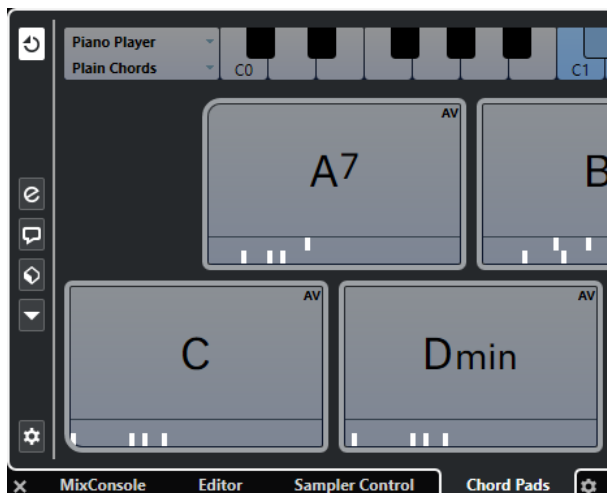 Piano Player
Plain Chords
C0
C1
AV
A7
B
AV
C
AV
Dmin
MixConsole
Editor
Sampler Control
Chord Pads